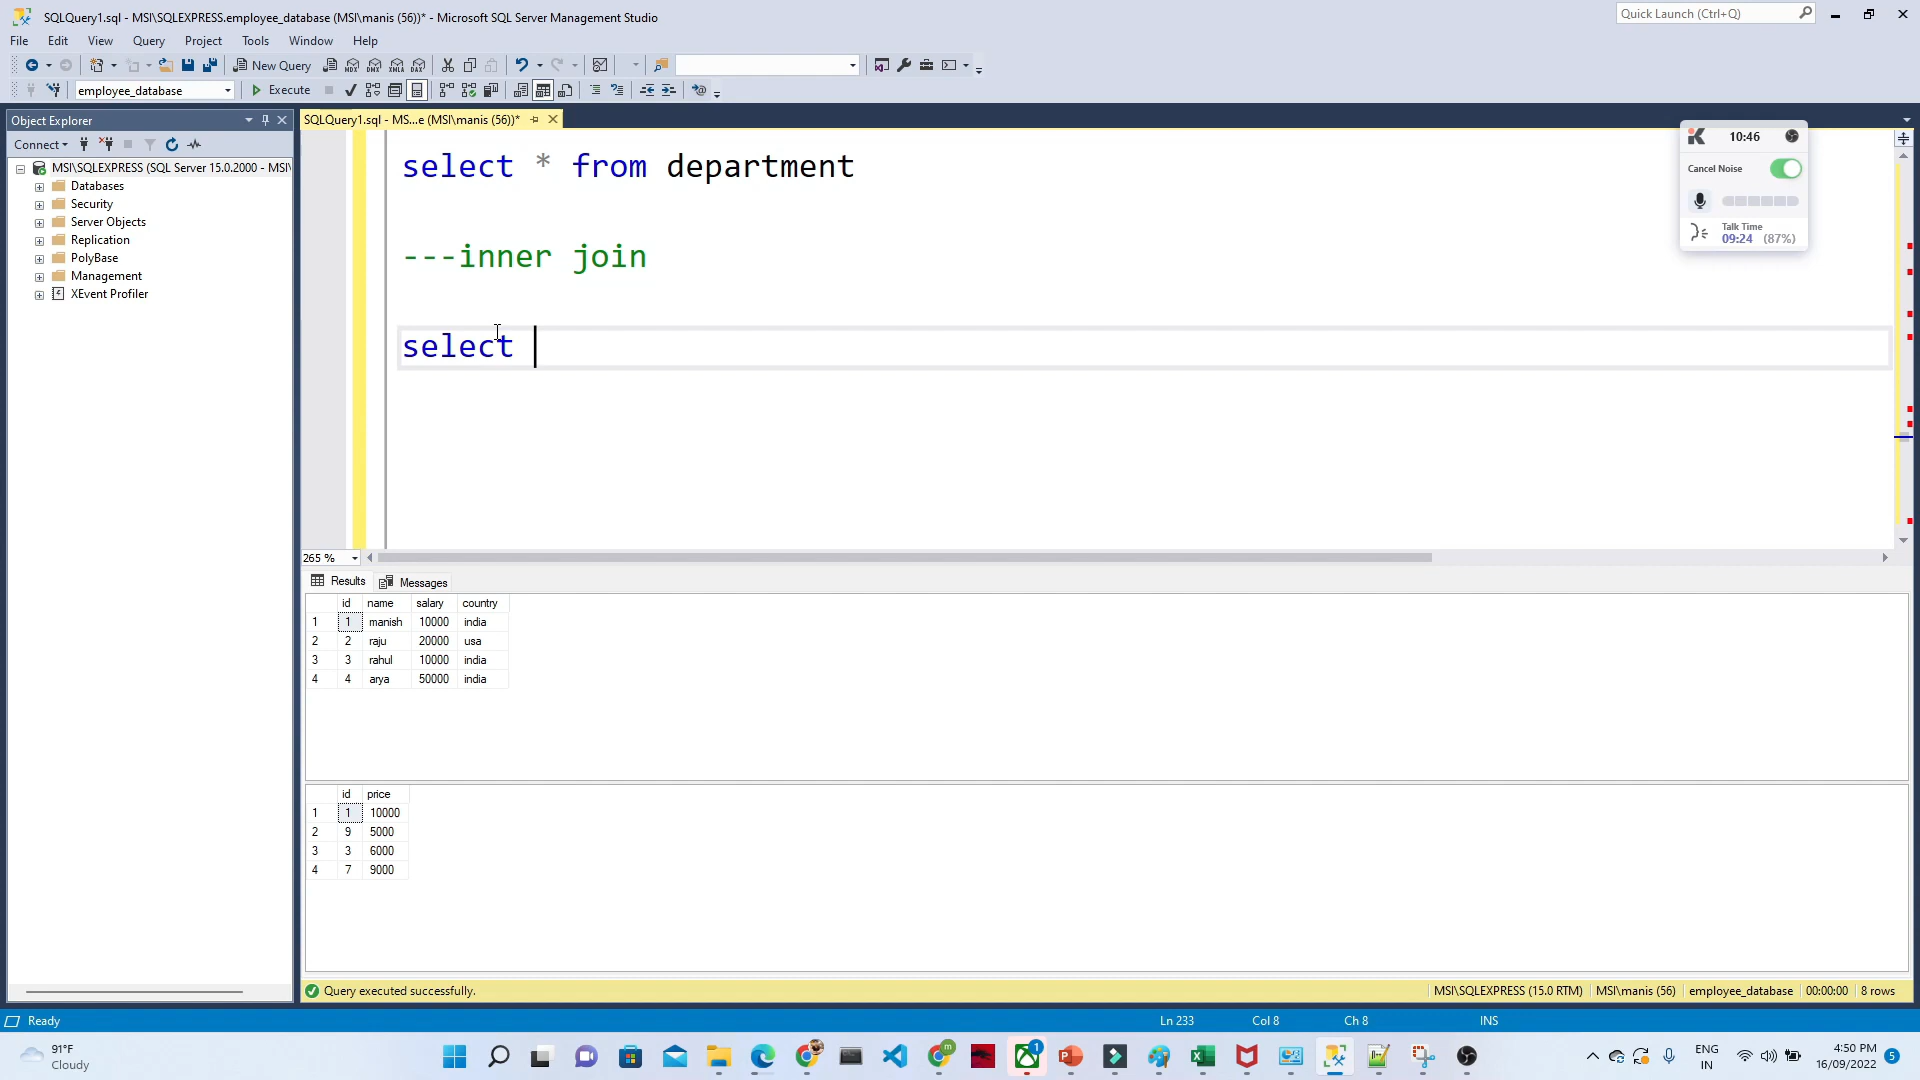 SQLQuery1.sql - MSI\SQLEXPRESS.employee_database (MSI\manis (56))* - Microsoft SQL Server Management Studio
Quick Launch (Ctrl+Q)
File Edit View Query Project Tools Window Help
New Query
employee_database Execute
Object Explorer
SQLQuery1.sql - MS...e (MSI\manis (56))*
Connect
MSI\SQLEXPRESS (SQL Server 15.0.2000 - MSI\
Databases
Security
Server Objects
Replication
PolyBase
Management
XEvent Profiler
select * from department
---inner join
select
10:46
Cancel Noise
Talk Time
09:24 (87%)
265 %
Results Messages
id name salary country
1 1 manish 10000 india
2 2 raju 20000 usa
3 3 rahul 10000 india
4 4 arya 50000 india
id price
1 1 10000
2 9 5000
3 3 6000
4 7 9000
Query executed successfully.
MSI\SQLEXPRESS (15.0 RTM) MSI\manis (56) employee_database 00:00:00 8 rows
Ready Ln 233 Col 8 Ch 8 INS
91°F
Cloudy
ENG
IN
4:50 PM
16/09/2022
5